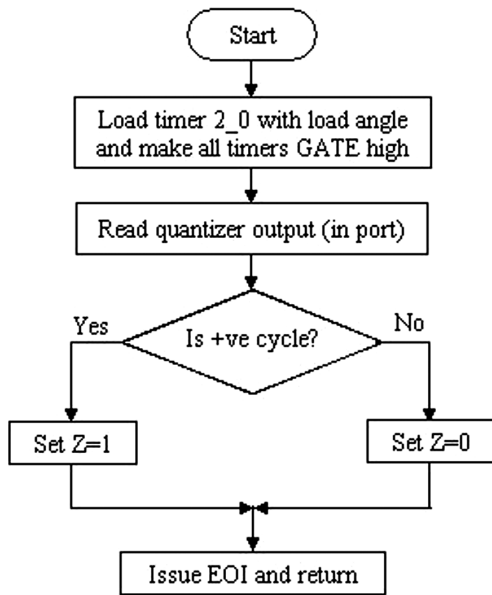 Start
Load timer 2_0 with load angle
and make all timers GATE high
Read quantizer output (in port)
Is +ve cycle?
Yes
No
Set Z=1
Set Z=0
Issue EOI and return